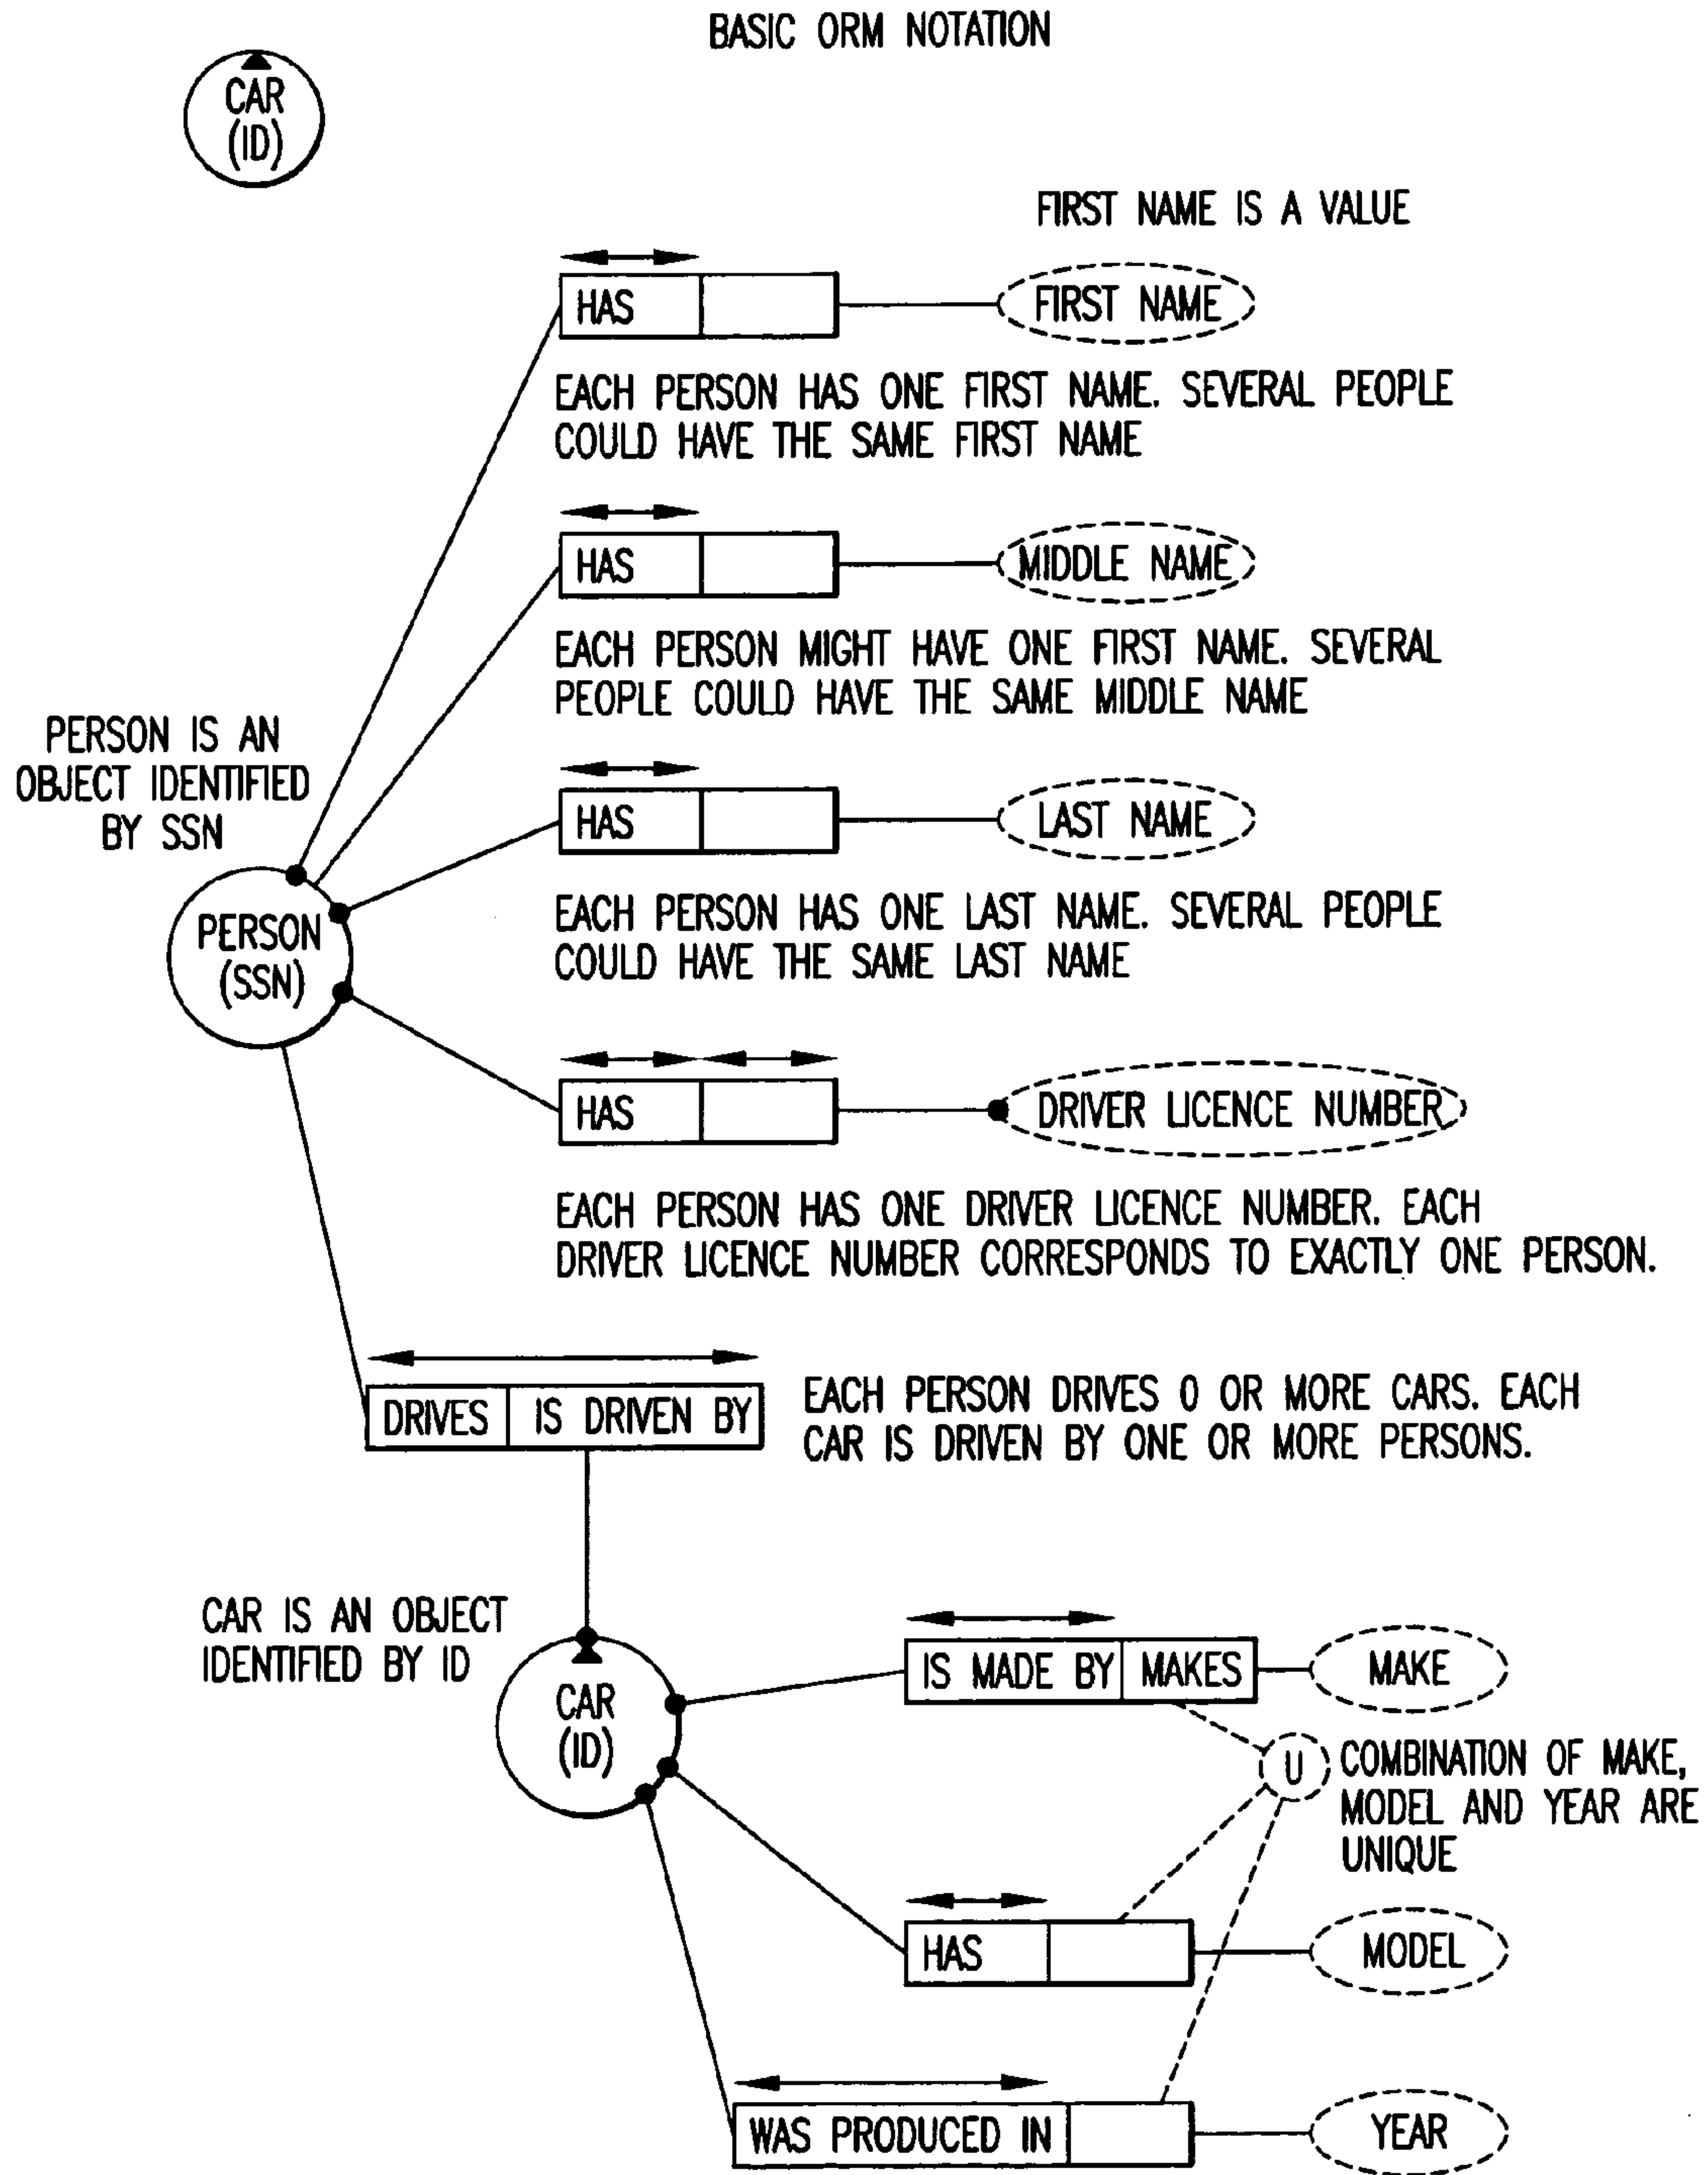 BASIC ORM NOTATION
CAR
(ID)
FIRST NAME IS A VALUE
HAS
FIRST NAME
EACH PERSON HAS ONE FIRST NAME. SEVERAL PEOPLE
COULD HAVE THE SAME FIRST NAME
HAS
MIDDLE NAME
EACH PERSON MIGHT HAVE ONE FIRST NAME. SEVERAL
PEOPLE COULD HAVE THE SAME MIDDLE NAME
PERSON IS AN
OBJECT IDENTIFIED
BY SSN
HAS
LAST NAME
PERSON
(SSN)
EACH PERSON HAS ONE LAST NAME. SEVERAL PEOPLE
COULD HAVE THE SAME LAST NAME
HAS
DRIVER LICENCE NUMBER
EACH PERSON HAS ONE DRIVER LICENCE NUMBER. EACH
DRIVER LICENCE NUMBER CORRESPONDS TO EXACTLY ONE PERSON.
DRIVES
IS DRIVEN BY
EACH PERSON DRIVES 0 OR MORE CARS. EACH
CAR IS DRIVEN BY ONE OR MORE PERSONS.
CAR IS AN OBJECT
IDENTIFIED BY ID
CAR
(ID)
IS MADE BY
MAKES
MAKE
U
COMBINATION OF MAKE,
MODEL AND YEAR ARE
UNIQUE
HAS
MODEL
WAS PRODUCED IN
YEAR